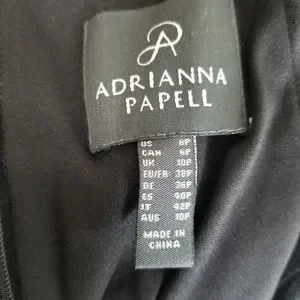 ADRIANNA
PAPELL
US 6P
CAN 6P
UK 10P
EU/FR 38P
DE 36P
ES 40P
IT 42P
AUS 10P
MADE IN
CHINA